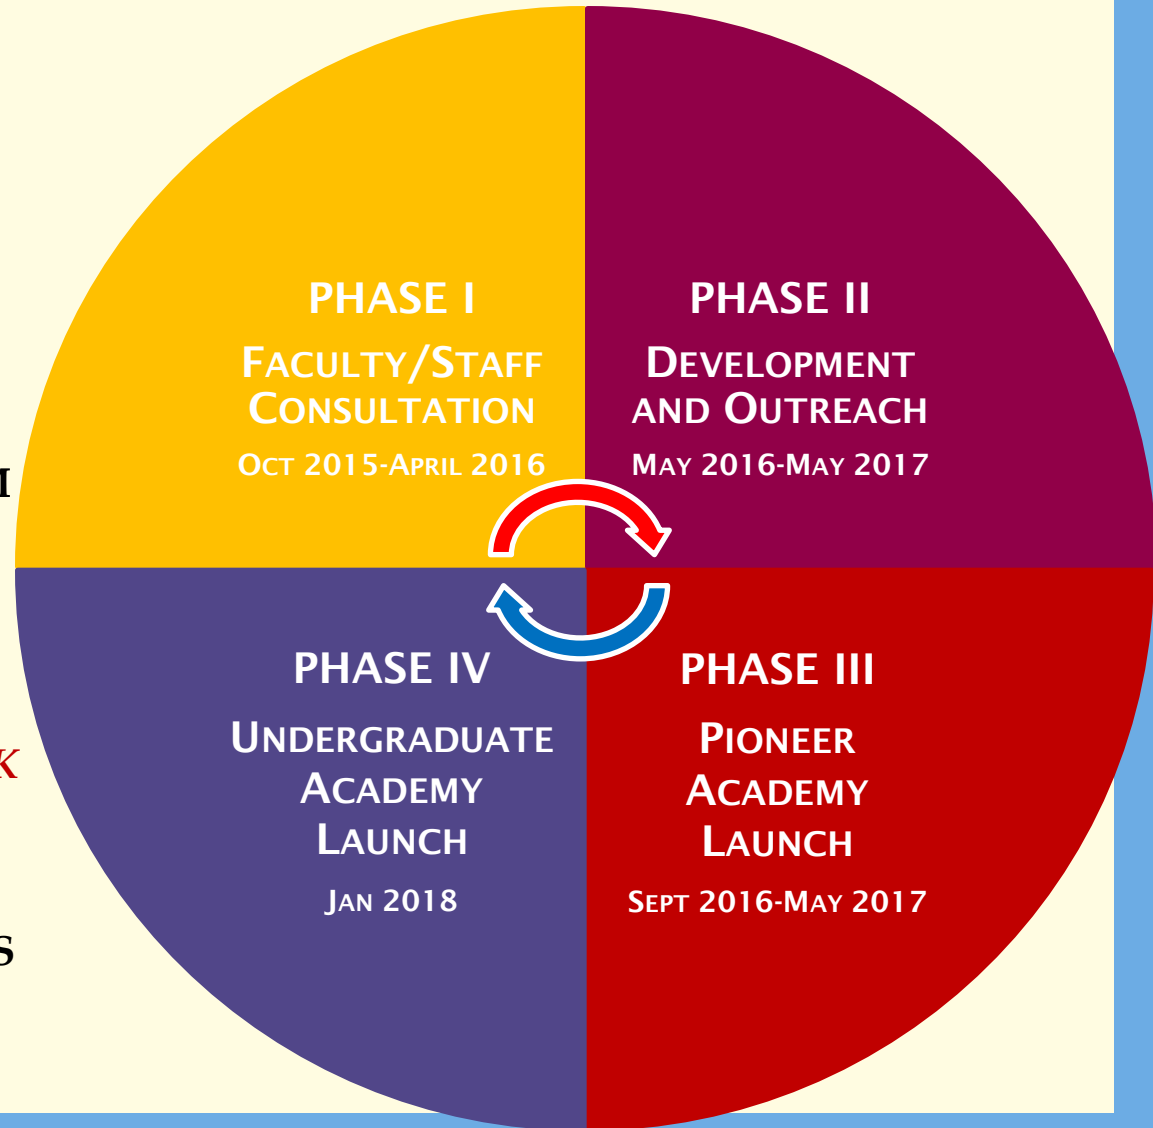 PHASE I
FACULTY/STAFF
CONSULTATION
OCT 2015-APRIL 2016
PHASE II
DEVELOPMENT
AND OUTREACH
MAY 2016-MAY 2017
M
PHASE IV
UNDERGRADUATE
ACADEMY
LAUNCH
JAN 2018
PHASE III
PIONEER
ACADEMY
LAUNCH
SEPT 2016-MAY 2017
K
S